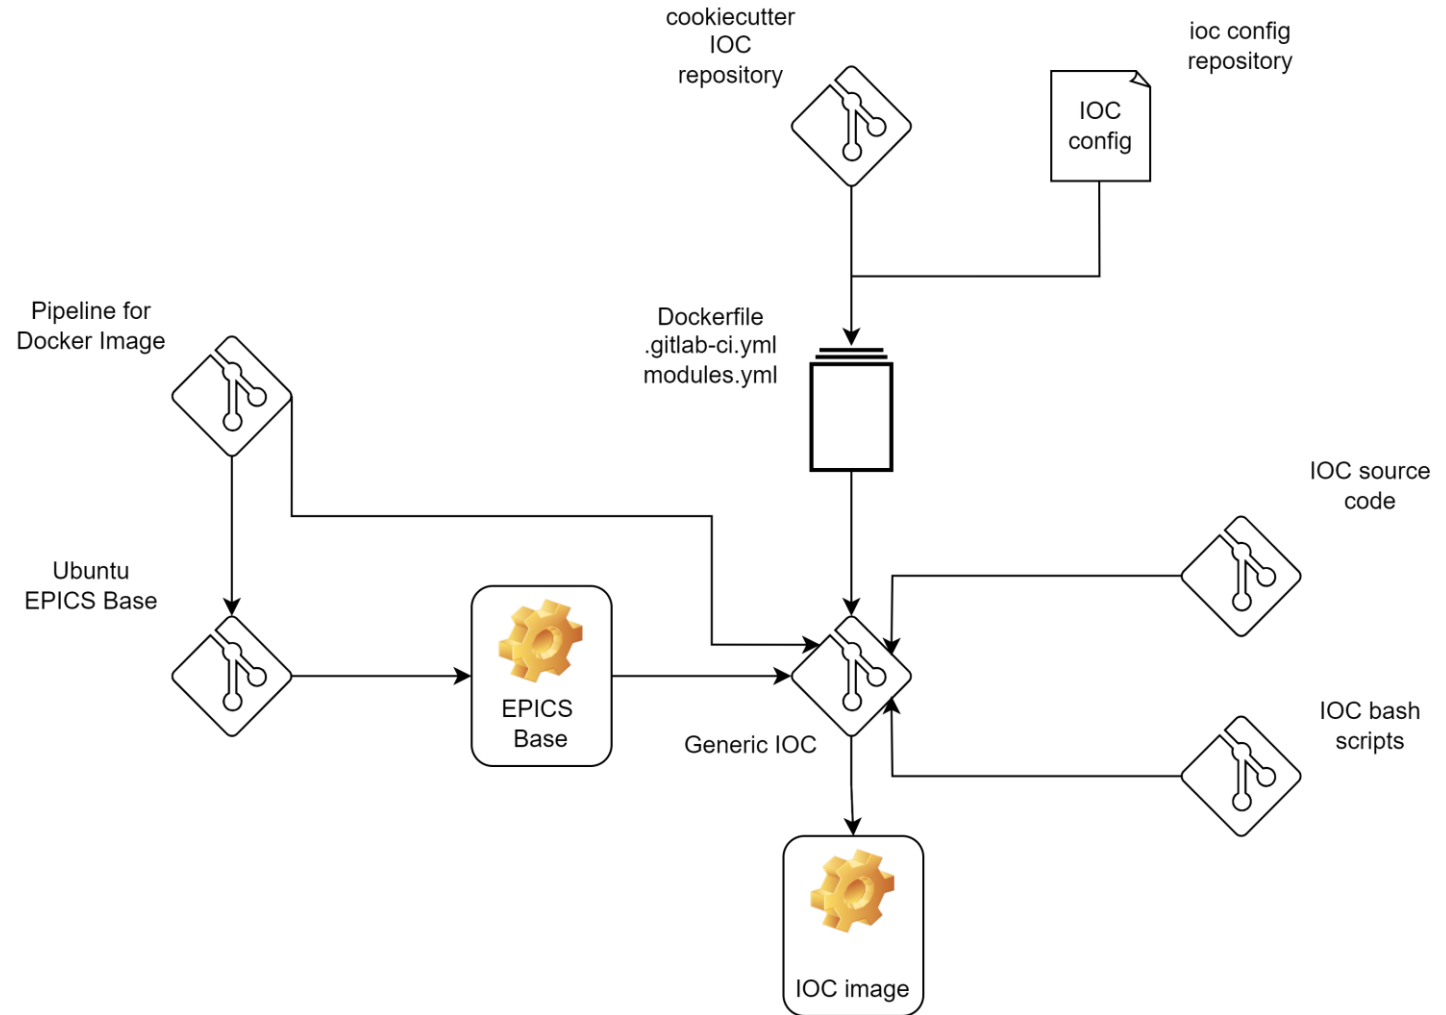 cookiecutter
IOC
repository
ioc config
repository
IOC
config
Pipeline for
Docker Image
Dockerfile
.gitlab-ci.yml
modules.yml
IOC source
code
Ubuntu
EPICS Base
EPICS
Base
Generic IOC
IOC bash
scripts
IOC image